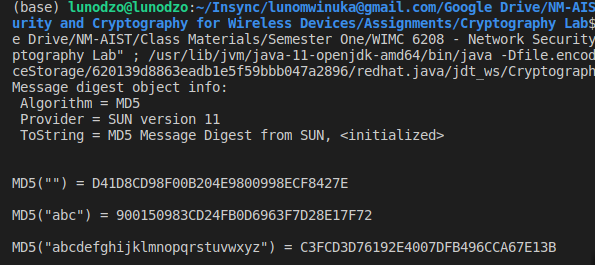 (base) lunodzo@lunodzo:~/Insync/lunomwinuka@gmail.com/Google Drive/NM-AIS
urity and Cryptography for Wireless Devices/Assignments/Cryptography Lab$
e Drive/NM-AIST/Class Materials/Semester One/WIMC 6208 - Network Security
ptography Lab" ; /usr/lib/jvm/java-11-openjdk-amd64/bin/java -Dfile.encod
ceStorage/620139d8863eadb1e5f59bbb047a2896/redhat.java/jdt_ws/Cryptograph
Message digest object info:
Algorithm = MD5
Provider = SUN version 11
ToString = MD5 Message Digest from SUN, <initialized>
MD5("") = D41D8CD98F00B204E9800998ECF8427E
MD5("abc") = 900150983CD24FB0D6963F7D28E17F72
MD5("abcdefghijklmnopqrstuvwxyz") = C3FCD3D76192E4007DFB496CCA67E13B